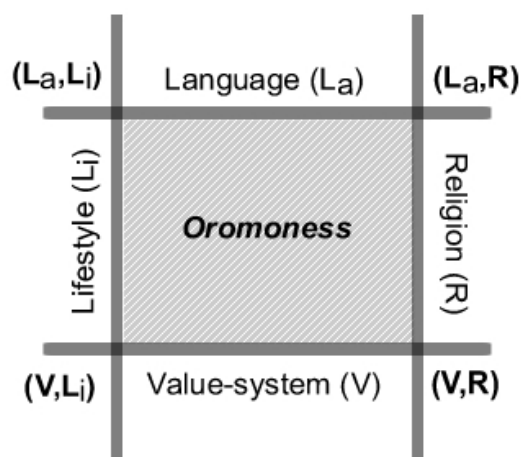 (La,Li) Language (La) (La,R)
Lifestyle (Li)
Oromoness
Religion (R)
(V,Li) Value-system (V) (V,R)